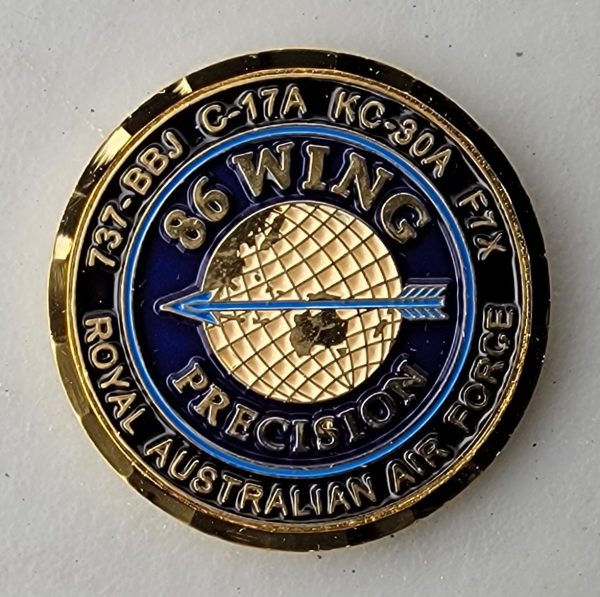 737-BBJ C-17A KC-30A F7X
86 WING
PRECISION
ROYAL AUSTRALIAN AIR FORCE